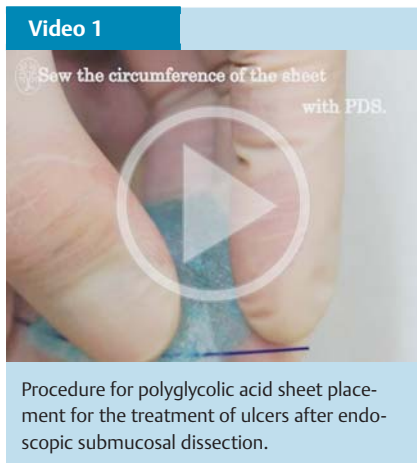 Video 1
Sew the circumference of the sheet
with PDS.
Procedure for polyglycolic acid sheet place-
ment for the treatment of ulcers after endo-
scopic submucosal dissection.